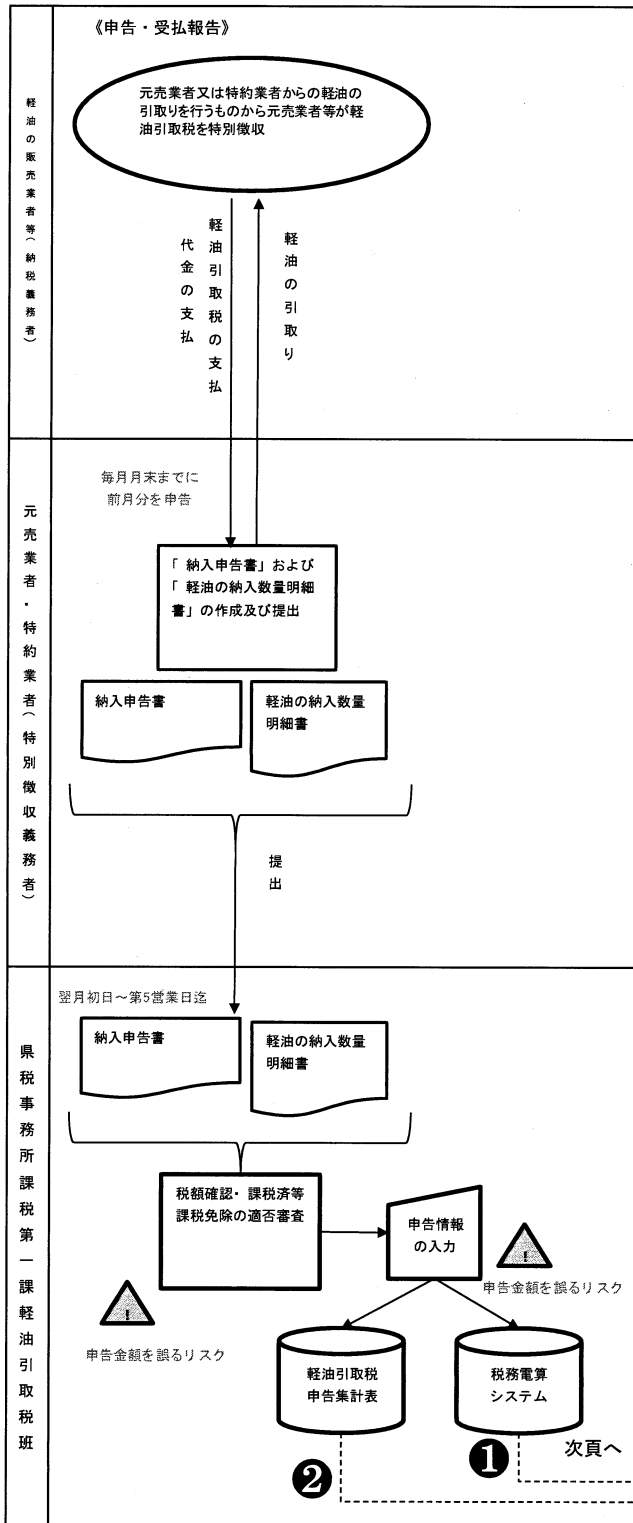 《申告・受払報告》
軽油の販売業者等（納税義務者）
元売業者又は特約業者からの軽油の
引取りを行うものから元売業者等が軽
油引取税を特別徴収
軽油引取税の支払
代金の支払
軽油の引取り
元売業者・特約業者（特別徴収義務者）
毎月月末までに
前月分を申告
「 納入申告書」および
「 軽油の納入数量明細
書」の作成及び提出
納入申告書
軽油の納入数量
明細書
提出
県税事務所課税第一課軽油引取税班
翌月初日～第5営業日迄
納入申告書
軽油の納入数量
明細書
税額確認・ 課税済等
課税免除の適否審査
申告情報
の入力
!
申告金額を誤るリスク
!
申告金額を誤るリスク
軽油引取税
申告集計表
税務電算
システム
❶
次頁へ
❷